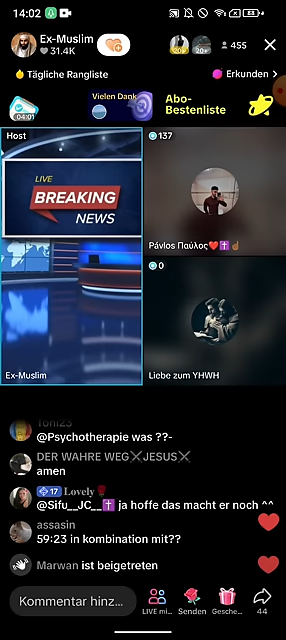 14:02
Ex-Muslim
31.4K
455
Tägliche Rangliste
Erkunden >
04:01
Vielen Dank
Abo-
Bestenliste
Host
LIVE
BREAKING
NEWS
Ex-Muslim
137
Pávlos Παύλος❤️✝️☝🏽
0
Liebe zum YHWH
Toni23
@Psychotherapie was ??-
DER WAHRE WEG⚔JESUS⚔
amen
17 𝐋𝐨𝐯𝐞𝐥𝐲🌹
@Sifu__JC__✝️ ja hoffe das macht er noch ^^
assasin
59:23 in kombination mit??
Marwan ist beigetreten
Kommentar hinz...
LIVE mi...
Senden
Gesche...
44